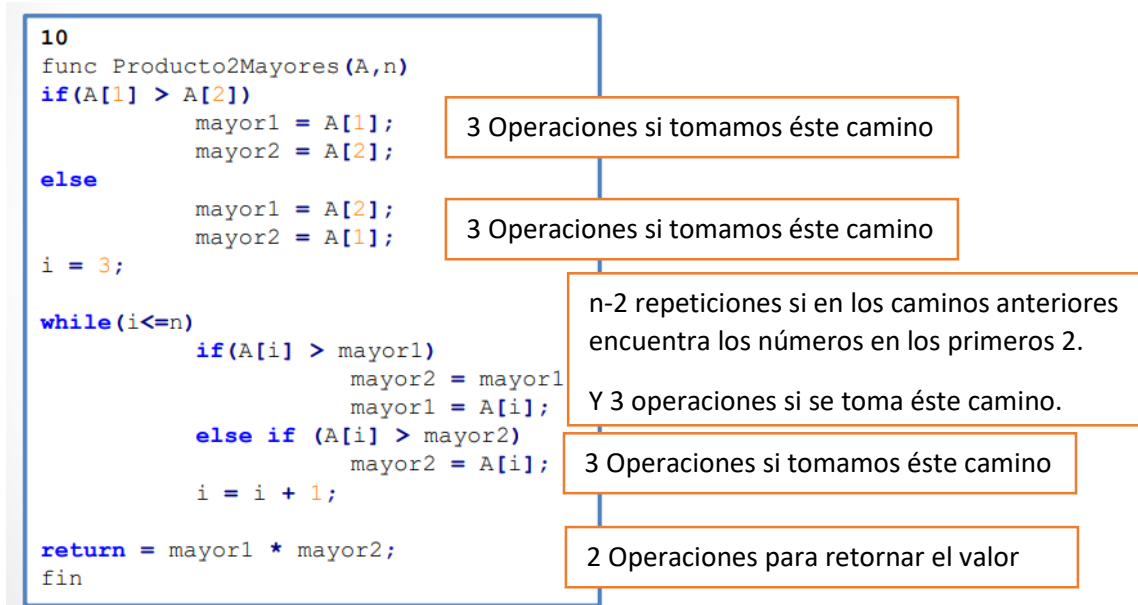 10
func Producto2Mayores(A,n)
if(A[1] > A[2])
mayor1 = A[1];
mayor2 = A[2];
3 Operaciones si tomamos éste camino
else
mayor1 = A[2];
mayor2 = A[1];
3 Operaciones si tomamos éste camino
i = 3;
while(i<=n)
if(A[i] > mayor1)
mayor2 = mayor1
mayor1 = A[i];
n-2 repeticiones si en los caminos anteriores
encuentra los números en los primeros 2.
Y 3 operaciones si se toma éste camino.
else if (A[i] > mayor2)
mayor2 = A[i];
3 Operaciones si tomamos éste camino
i = i + 1;
return = mayor1 * mayor2;
2 Operaciones para retornar el valor
fin